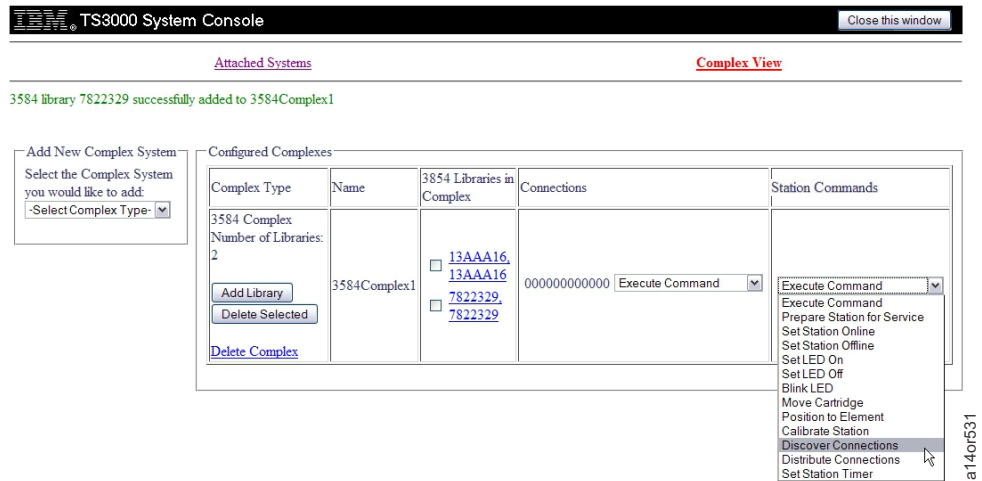 IBM® TS3000 System Console
Close this window
Attached Systems
Complex View
3584 library 7822329 successfully added to 3584Complex1
Add New Complex System
Select the Complex System
you would like to add:
-Select Complex Type-
Configured Complexes
Complex Type
Name
3854 Libraries in
Complex
Connections
Station Commands
3584 Complex
Number of Libraries:
2
Add Library
Delete Selected
Delete Complex
3584Complex1
13AAA16,
13AAA16
7822329,
7822329
000000000000
Execute Command
Execute Command
Execute Command
Prepare Station for Service
Set Station Online
Set Station Offline
Set LED On
Set LED Off
Blink LED
Move Cartridge
Position to Element
Calibrate Station
Discover Connections
Distribute Connections
Set Station Timer
a14or531